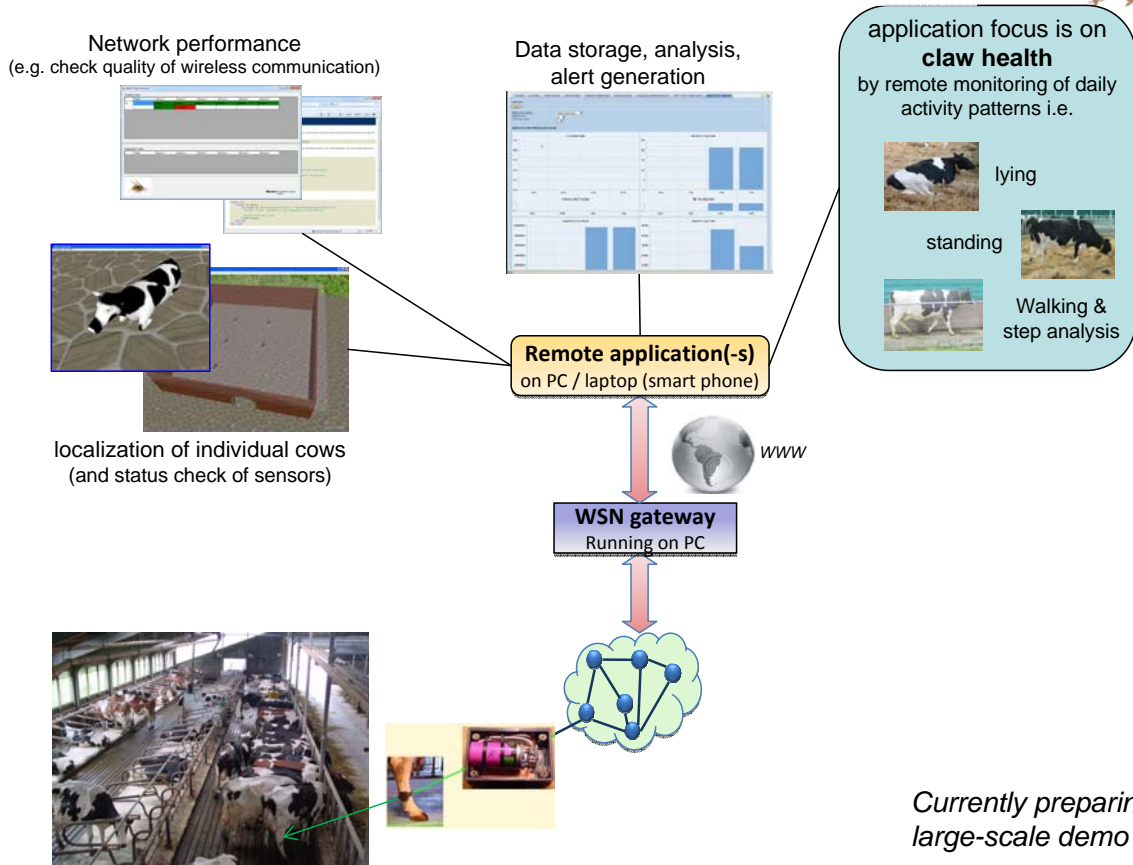 Network performance
(e.g. check quality of wireless communication)
Data storage, analysis,
alert generation
application focus is on
claw health
by remote monitoring of daily
activity patterns i.e.
lying
standing
Walking &
step analysis
localization of individual cows
(and status check of sensors)
Remote application(-s)
on PC / laptop (smart phone)
www
WSN gateway
Running on PC
Currently preparin
large-scale demo